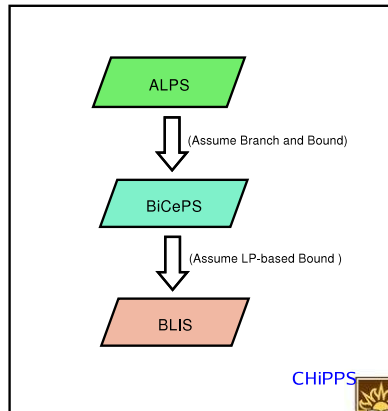 ALPS
(Assume Branch and Bound)
BiCePS
(Assume LP-based Bound )
BLIS
CHiPPS